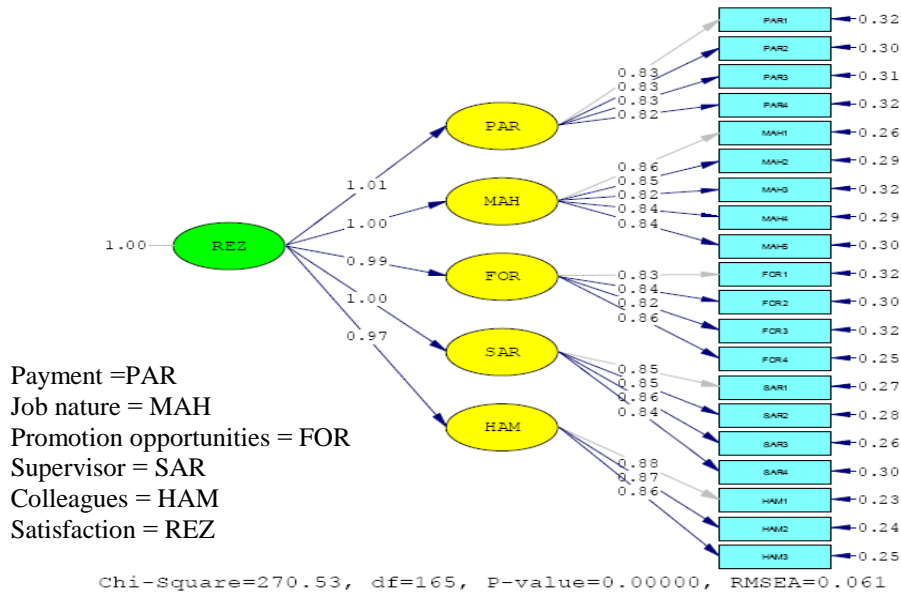 PAR1 0.32
PAR2 0.30
PAR3 0.31
PAR4 0.32
MAH1 0.26
MAH2 0.29
MAH3 0.32
MAH4 0.29
MAH5 0.30
FOR1 0.32
FOR2 0.30
FOR3 0.32
FOR4 0.25
SAR1 0.27
SAR2 0.28
SAR3 0.26
SAR4 0.30
HAM1 0.23
HAM2 0.24
HAM3 0.25
0.83
0.83
0.83
0.82
0.86
0.85
0.82
0.84
0.84
0.83
0.84
0.82
0.86
0.85
0.85
0.86
0.84
0.88
0.87
0.86
PAR
MAH
FOR
SAR
HAM
1.01
1.00
0.99
1.00
0.97
1.00 REZ
Payment =PAR
Job nature = MAH
Promotion opportunities = FOR
Supervisor = SAR
Colleagues = HAM
Satisfaction = REZ
Chi-Square=270.53, df=165, P-value=0.00000, RMSEA=0.061